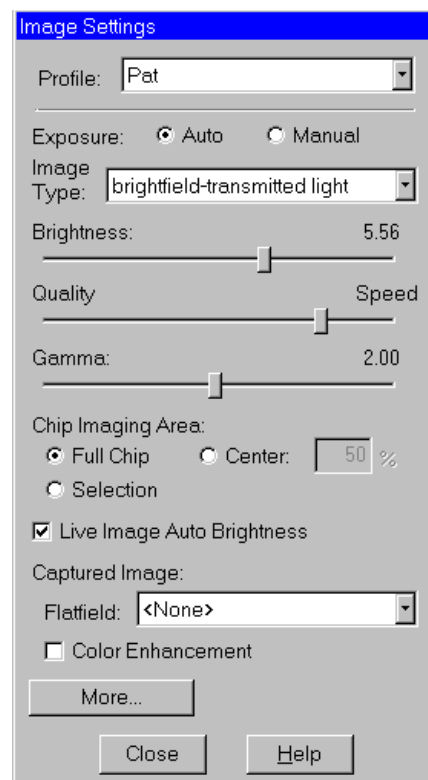 Image Settings
Profile: Pat
Exposure: Auto Manual
Image
Type: brightfield-transmitted light
Brightness: 5.56
Quality Speed
Gamma: 2.00
Chip Imaging Area:
Full Chip Center: 50 %
Selection
Live Image Auto Brightness
Captured Image:
Flatfield: <None>
Color Enhancement
More...
Close Help